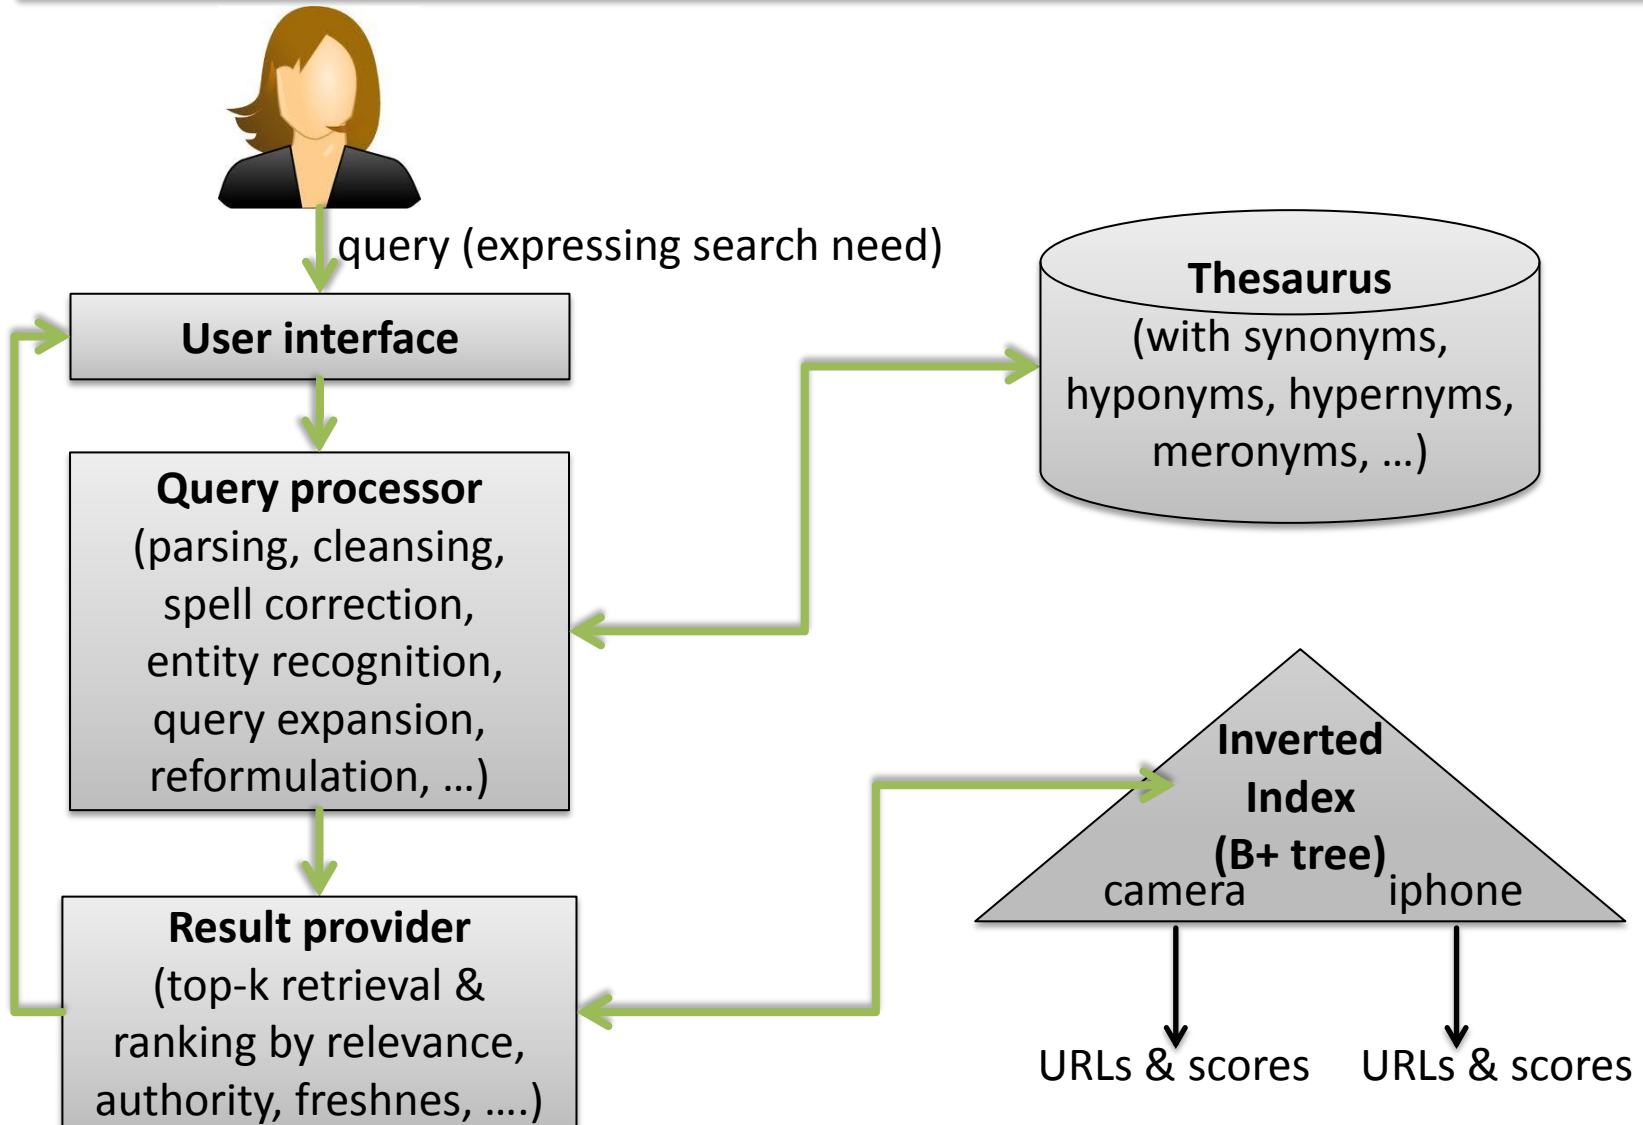 query (expressing search need)
User interface
Query processor
(parsing, cleansing,
spell correction,
entity recognition,
query expansion,
reformulation, ...)
Result provider
(top-k retrieval &
ranking by relevance,
authority, freshnes, ....)
Thesaurus
(with synonyms,
hyponyms, hypernyms,
meronyms, ...)
Inverted
Index
(B+ tree)
camera iphone
URLs & scores URLs & scores